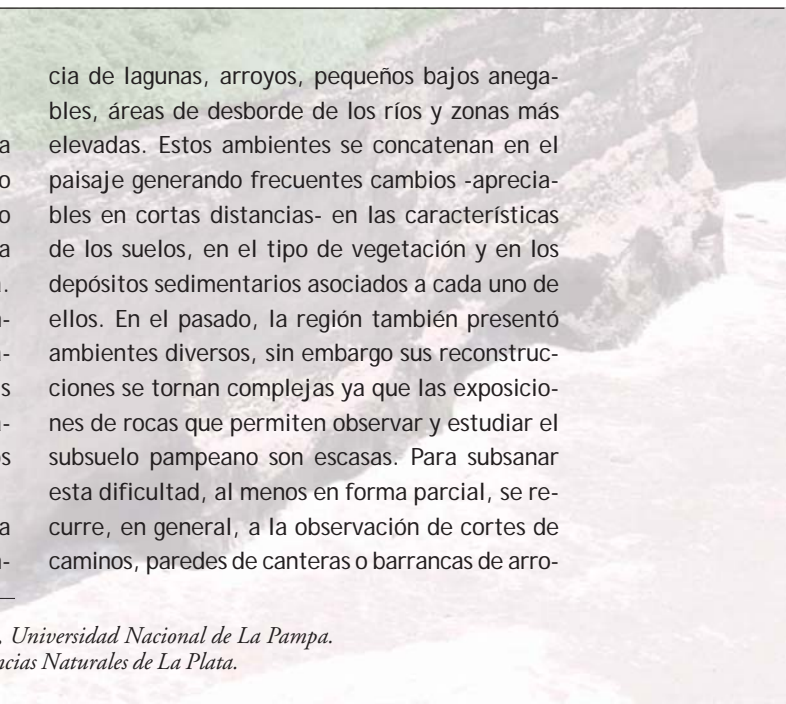 cia de lagunas, arroyos, pequeños bajos anega-
bles, áreas de desborde de los ríos y zonas más
elevadas. Estos ambientes se concatenan en el
paisaje generando frecuentes cambios -aprecia-
bles en cortas distancias- en las características
de los suelos, en el tipo de vegetación y en los
depósitos sedimentarios asociados a cada uno de
ellos. En el pasado, la región también presentó
ambientes diversos, sin embargo sus reconstruc-
ciones se tornan complejas ya que las exposicio-
nes de rocas que permiten observar y estudiar el
subsuelo pampeano son escasas. Para subsanar
esta dificultad, al menos en forma parcial, se re-
curre, en general, a la observación de cortes de
caminos, paredes de canteras o barrancas de arro-
, Universidad Nacional de La Pampa.
Naturales de La Plata.